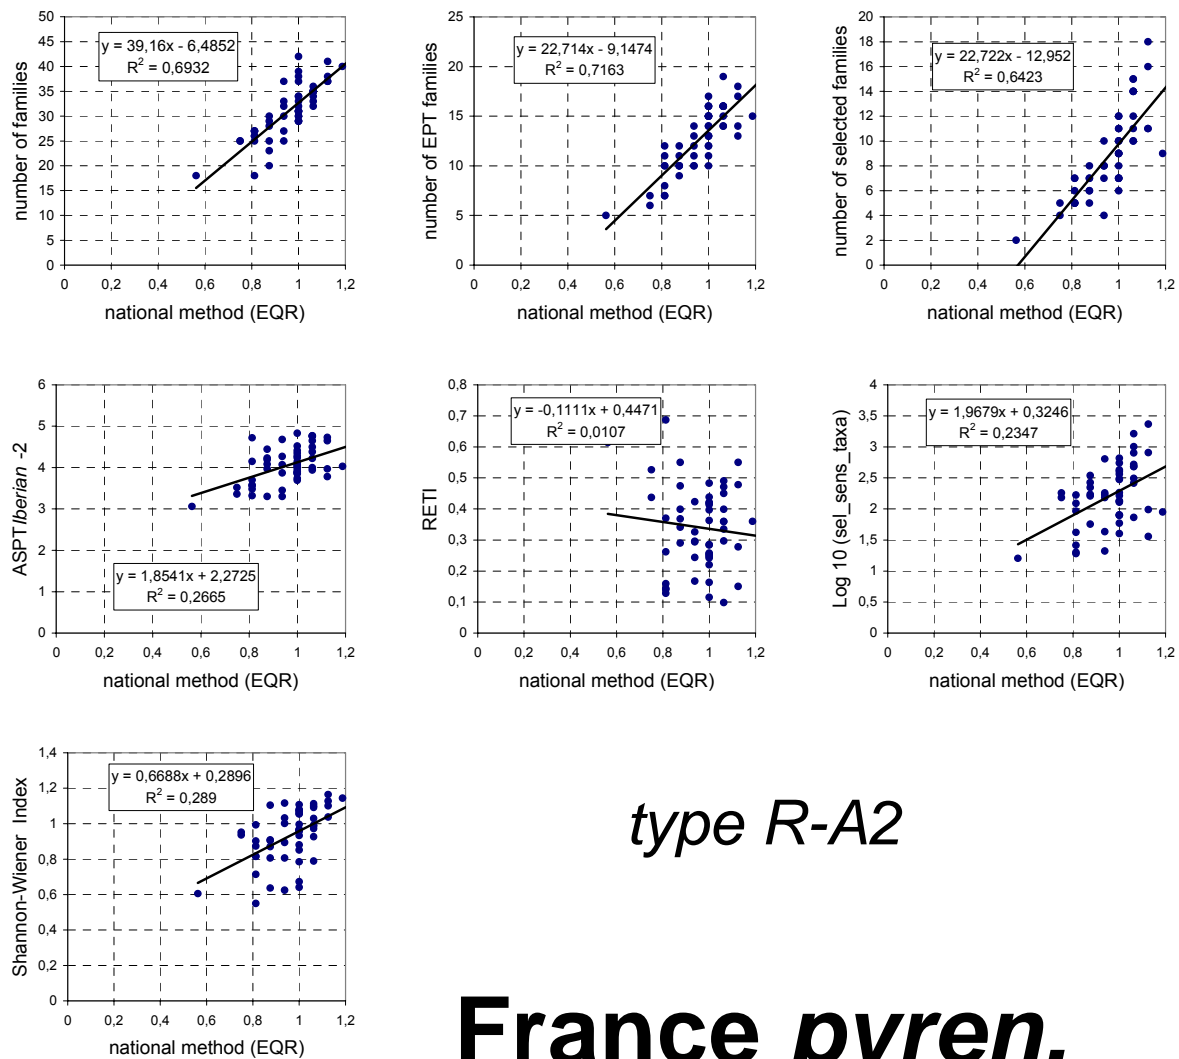 50
45
40
35
30
25
20
15
10
5
0
number of families
y = 39,16x - 6,4852
R² = 0,6932
0 0,2 0,4 0,6 0,8 1 1,2
national method (EQR)
25
20
15
10
5
0
number of EPT families
y = 22,714x - 9,1474
R² = 0,7163
0 0,2 0,4 0,6 0,8 1 1,2
national method (EQR)
20
18
16
14
12
10
8
6
4
2
0
number of selected families
y = 22,722x - 12,952
R² = 0,6423
0 0,2 0,4 0,6 0,8 1 1,2
national method (EQR)
6
5
4
3
2
1
0
ASPT Iberian -2
y = 1,8541x + 2,2725
R² = 0,2665
0 0,2 0,4 0,6 0,8 1 1,2
national method (EQR)
0,8
0,7
0,6
0,5
0,4
0,3
0,2
0,1
0
RETI
y = -0,1111x + 0,4471
R² = 0,0107
0 0,2 0,4 0,6 0,8 1 1,2
national method (EQR)
4
3,5
3
2,5
2
1,5
1
0,5
0
Log 10 (sel_sens_taxa)
y = 1,9679x + 0,3246
R² = 0,2347
0 0,2 0,4 0,6 0,8 1 1,2
national method (EQR)
1,4
1,2
1
0,8
0,6
0,4
0,2
0
Shannon-Wiener Index
y = 0,6688x + 0,2896
R² = 0,289
0 0,2 0,4 0,6 0,8 1 1,2
national method (EQR)
type R-A2
France pyren.